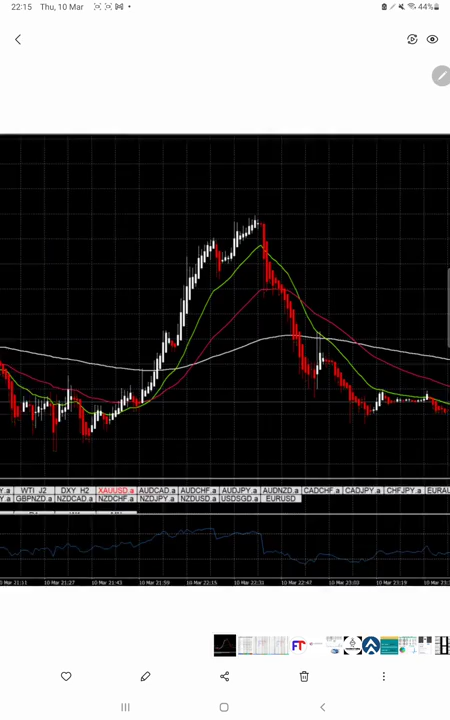 22:15 Thu, 10 Mar 44%
Y.a WTI J2 DXY H2 XAUUSD.a AUDCAD.a AUDCHF.a AUDJPY.a AUDNZD.a CADCHF.a CADJPY.a CHFJPY.a EURAU
Y.a GBPNZD.a NZDCAD.a NZDCHF.a NZDJPY.a NZDUSD.a USDSGD.a EURUSD
Mar 21:11 10 Mar 21:27 10 Mar 21:43 10 Mar 21:59 10 Mar 22:15 10 Mar 22:31 10 Mar 22:47 10 Mar 23:03 10 Mar 23:19 10 Mar 23:3
FT